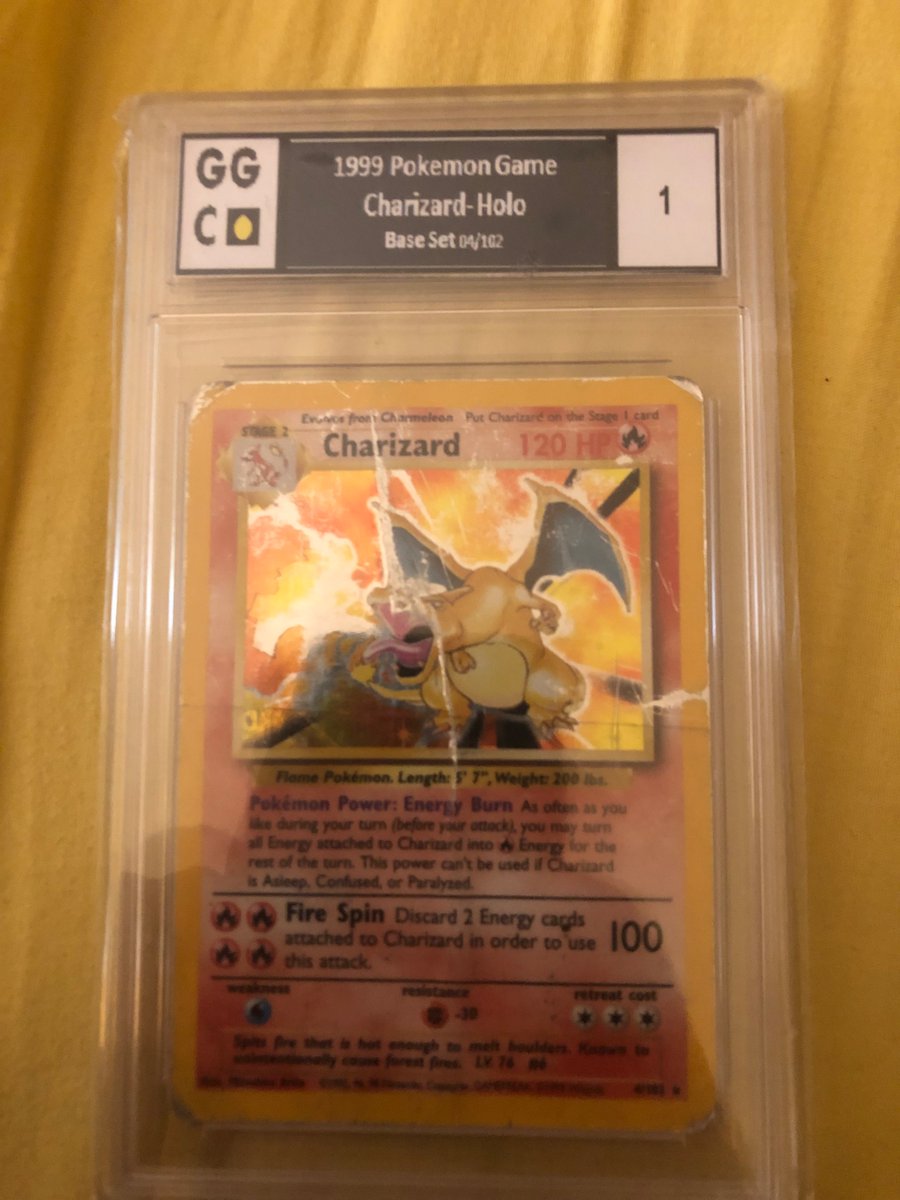 GG
CO
1999 Pokemon Game
Charizard-Holo
Base Set 04/102
1
Evolves from Charmeleon Put Charizard on the Stage 1 card
STAGE 2
Charizard
120 HP
Flame Pokémon. Length: 5' 7", Weight: 200 lbs.
Pokémon Power: Energy Burn As often as you
like during your turn (before your attack), you may turn
all Energy attached to Charizard into Energy for the
rest of the turn. This power can't be used if Charizard
is Asleep, Confused, or Paralyzed.
Fire Spin Discard 2 Energy cards
attached to Charizard in order to use
this attack.
100
weakness
resistance
retreat cost
-30
Spits fire that is hot enough to melt boulders. Known to
unintentionally cause forest fires. LV. 76 #6
4/102